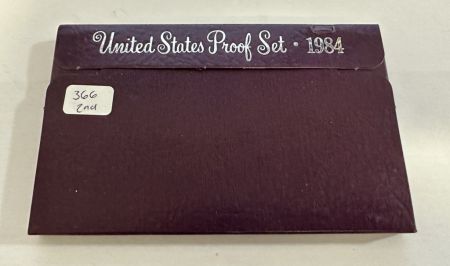 United States Proof Set · 1984
366
2nd